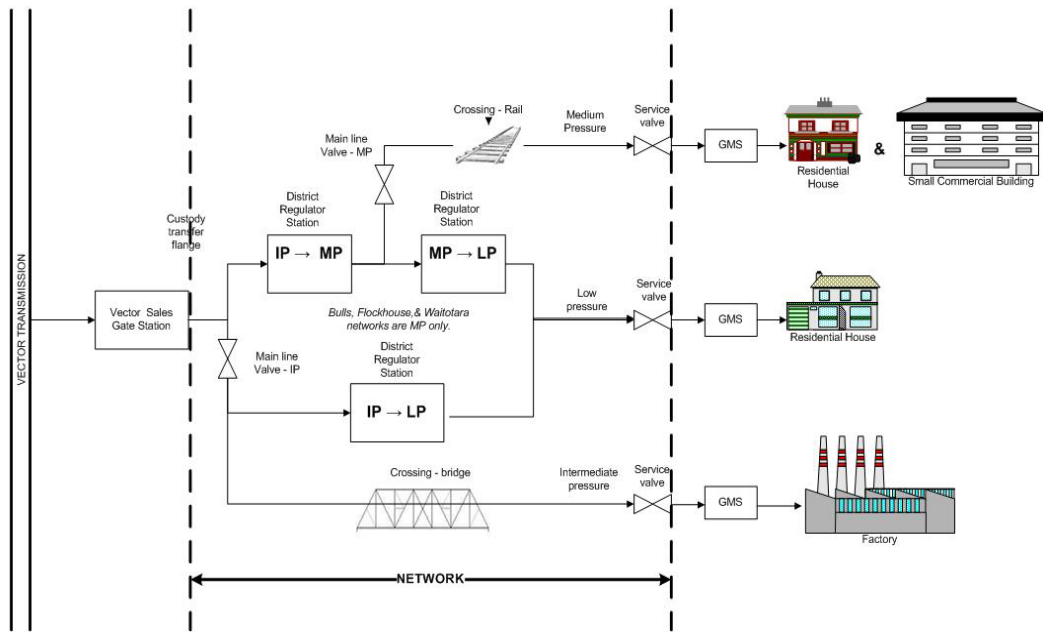 Crossing - Rail
Medium
Pressure
Service
valve
Main line
Valve - MP
GMS
&
Residential
House
Small Commercial Building
District
Regulator
Station
District
Regulator
Station
Custody
transfer
flange
IP → MP
MP → LP
VECTOR TRANSMISSION
Vector Sales
Gate Station
Bulls, Flockhouse,& Waitotara
networks are MP only.
Low
pressure
Service
valve
GMS
Residential House
Main line
Valve - IP
District
Regulator
Station
IP → LP
Crossing - bridge
Intermediate
pressure
Service
valve
GMS
Factory
NETWORK